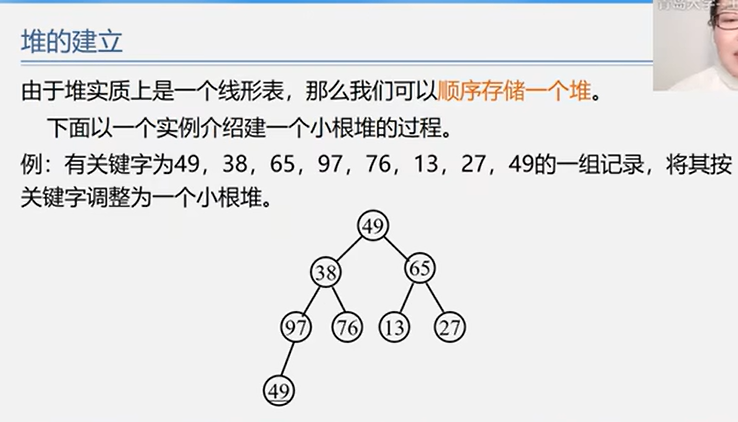 堆的建立
由于堆实质上是一个线形表，那么我们可以顺序存储一个堆。
下面以一个实例介绍建一个小根堆的过程。
例：有关键字为49，38，65，97，76，13，27，49的一组记录，将其按
关键字调整为一个小根堆。
49
38 65
97 76 13 27
49